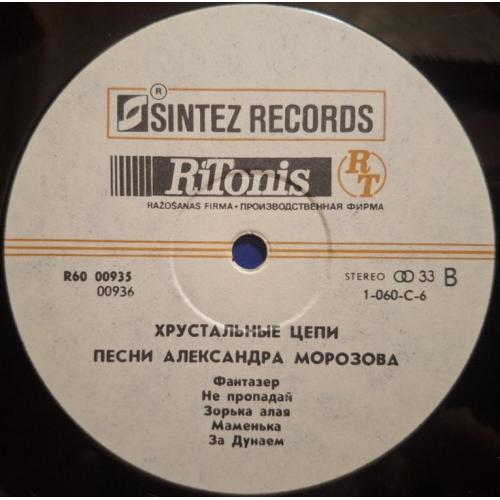 ®
SINTEZ RECORDS
RiTonis
RT
RAŽOŠANAS FIRMA • ПРОИЗВОДСТВЕННАЯ ФИРМА
R60 00935
00936
STEREO 33 B
1-060-C-6
ХРУСТАЛЬНЫЕ ЦЕПИ
ПЕСНИ АЛЕКСАНДРА МОРОЗОВА
Фантазер
Не пропадай
Зорька алая
Маменька
За Дунаем